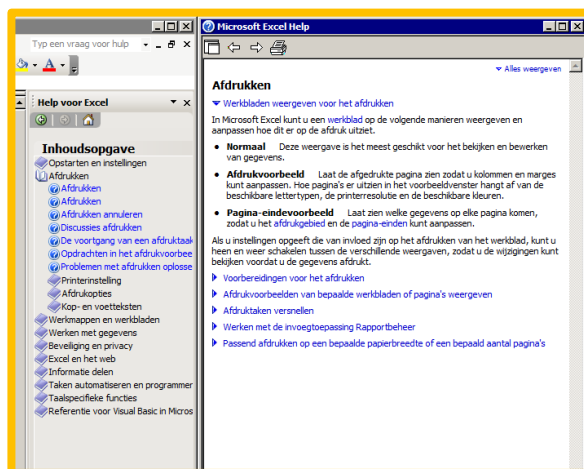 Typ een vraag voor hulp
A
Help voor Excel
Inhoudsopgave
Opstarten en instellingen
Afdrukken
Afdrukken
Afdrukken
Afdrukken annuleren
Discussies afdrukken
De voortgang van een afdruktaak
Opdrachten in het afdrukvoorbee
Problemen met afdrukken oplosse
Printerinstelling
Afdrukopties
Kop- en voetteksten
Werkmappen en werkbladen
Werken met gegevens
Beveiliging en privacy
Excel en het web
Informatie delen
Taken automatiseren en programmer
Taalspecifieke functies
Referentie voor Visual Basic in Micros
Microsoft Excel Help
Alles weergeven
Afdrukken
Werkbladen weergeven voor het afdrukken
In Microsoft Excel kunt u een werkblad op de volgende manieren weergeven en
aanpassen hoe dit er op de afdruk uitziet.
• Normaal Deze weergave is het meest geschikt voor het bekijken en bewerken
van gegevens.
• Afdrukvoorbeeld Laat de afgedrukte pagina zien zodat u kolommen en marges
kunt aanpassen. Hoe pagina's er uitzien in het voorbeeldvenster hangt af van de
beschikbare lettertypen, de printerresolutie en de beschikbare kleuren.
• Pagina-eindevoorbeeld Laat zien welke gegevens op elke pagina komen,
zodat u het afdrukgebied en de pagina-einden kunt aanpassen.
Als u instellingen opgeeft die van invloed zijn op het afdrukken van het werkblad, kunt u
heen en weer schakelen tussen de verschillende weergaven, zodat u de wijzigingen kunt
bekijken voordat u de gegevens afdrukt.
Voorbereidingen voor het afdrukken
Afdrukvoorbeelden van bepaalde werkbladen of pagina's weergeven
Afdruktaken versnellen
Werken met de invoegtoepassing Rapportbeheer
Passend afdrukken op een bepaalde papierbreedte of een bepaald aantal pagina's